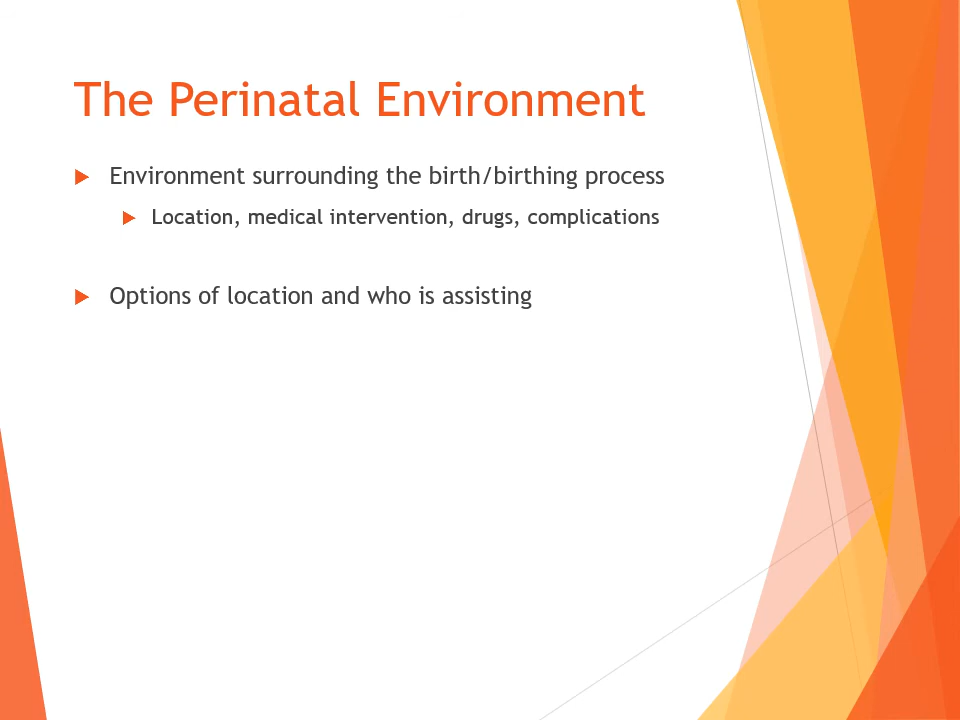 The Perinatal Environment
Environment surrounding the birth/birthing process
Location, medical intervention, drugs, complications
Options of location and who is assisting